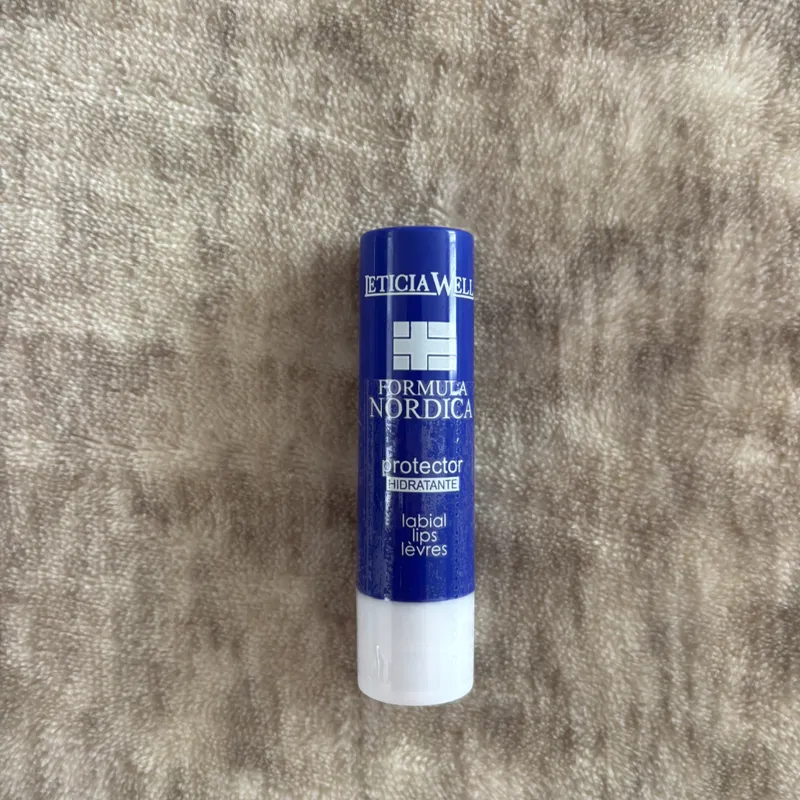 LETICIA WELL
FORMULA
NORDICA
protector
HIDRATANTE
labial
lips
lèvres